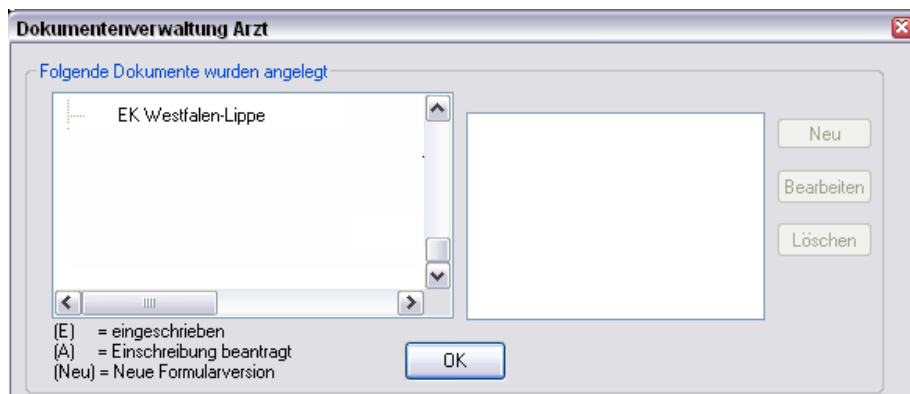 Dokumentenverwaltung Arzt
Folgende Dokumente wurden angelegt
EK Westfalen-Lippe
Neu
Bearbeiten
Löschen
(E) = eingeschrieben
(A) = Einschreibung beantragt
(Neu) = Neue Formularversion
OK